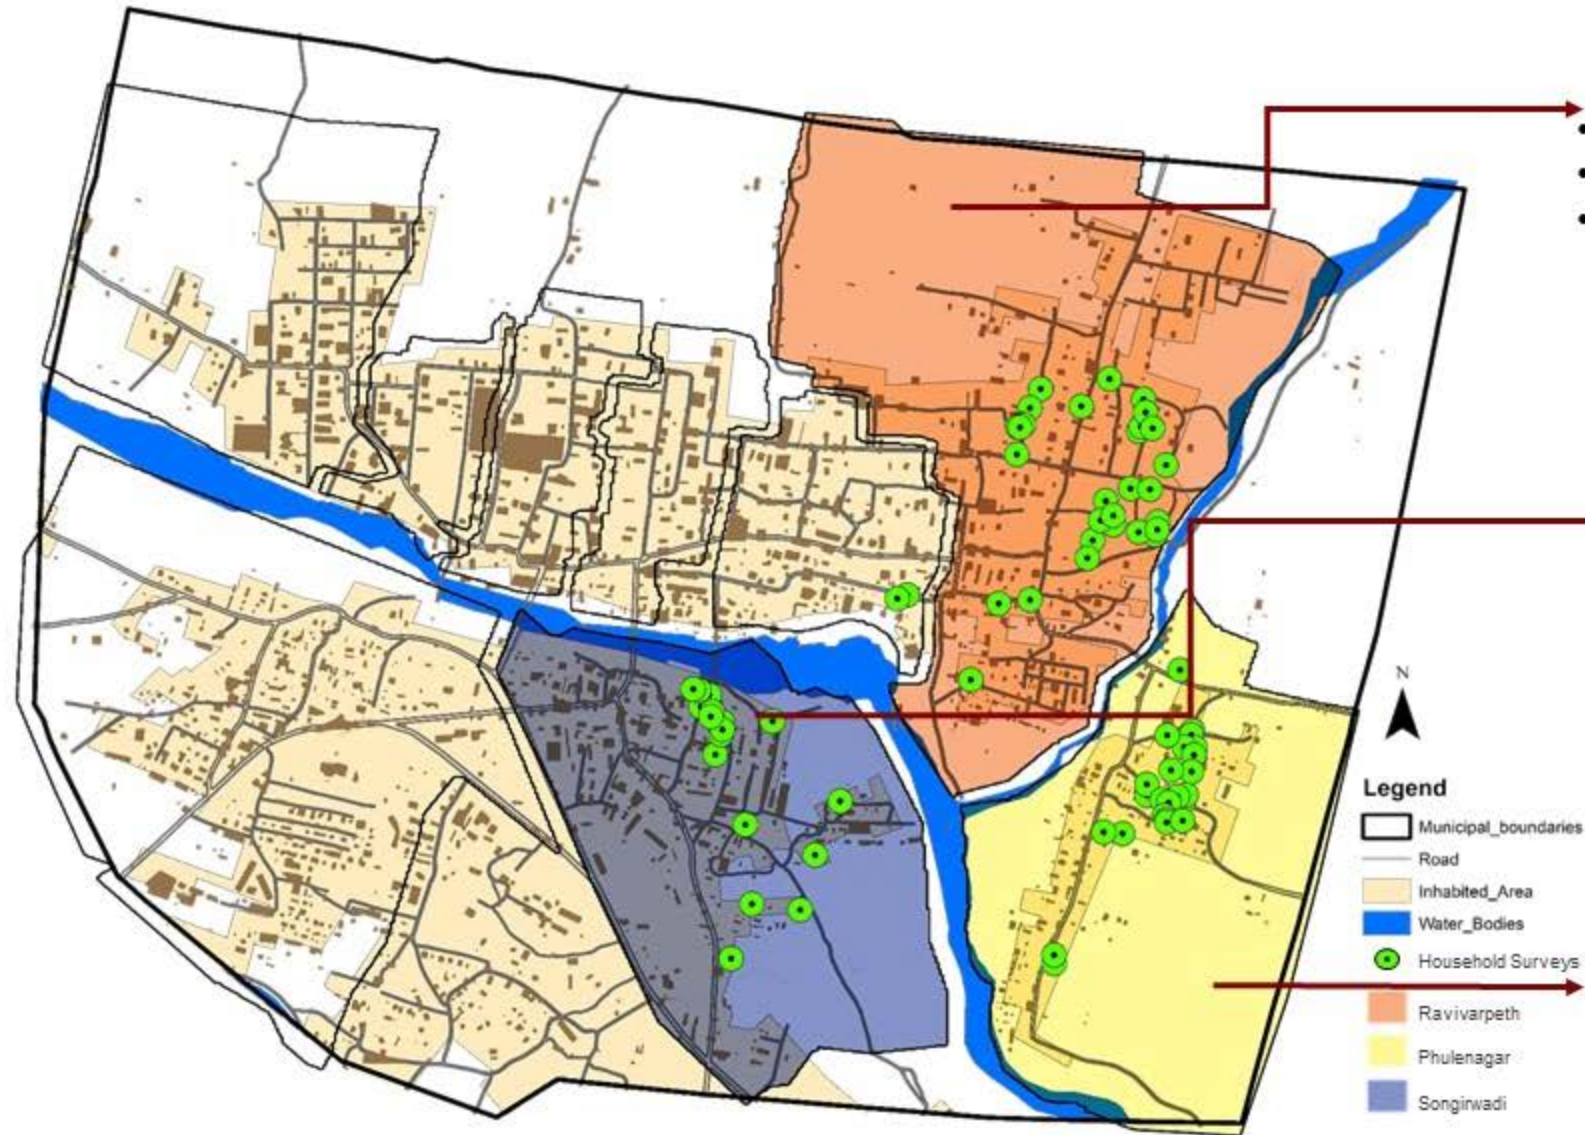 N
Legend
Municipal_boundaries
Road
Inhabited_Area
Water_Bodies
Household Surveys
Ravivarpeth
Phulenagar
Songirwadi